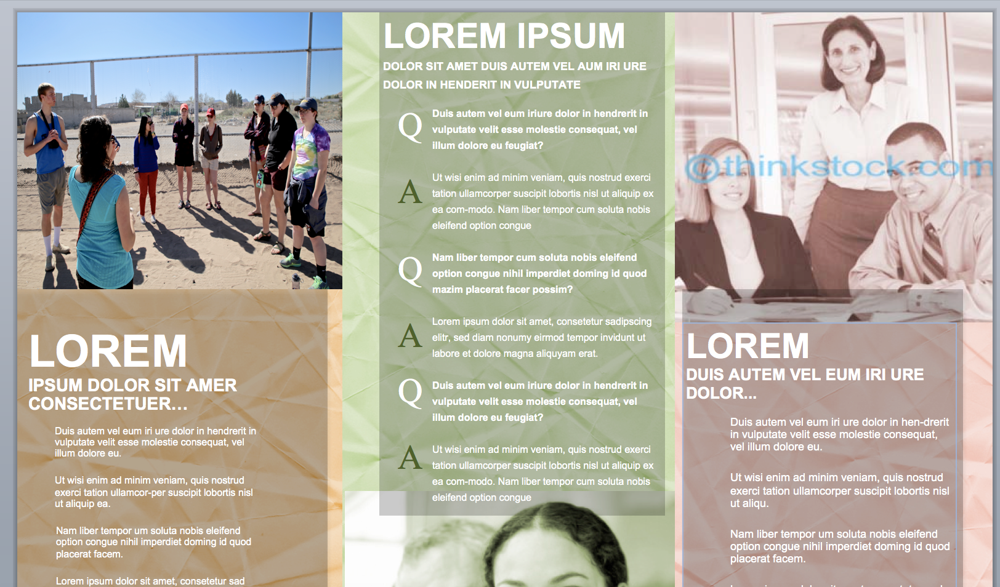 LOREM
IPSUM DOLOR SIT AMER
CONSECTETUER...
Duis autem vel eum iri ure dolor in hendrerit in
vulputate velit esse molestie consequat, vel
illum dolore eu.
Ut wisi enim ad minim veniam, quis nostrud
exerci tation ullamcor-per suscipit lobortis nisl
ut aliquip ea.
Nam liber tempor um soluta nobis eleifend
option congue nihil imperdiet doming id quod
placerat facem.
Lorem ipsum dolor sit amet, consetetur sad
LOREM IPSUM
DOLOR SIT AMET DUIS AUTEM VEL AUM IRI URE
DOLOR IN HENDERIT IN VULPUTATE
Q
Duis autem vel eum iriure dolor in hendrerit in
vulputate velit esse molestie consequat, vel
illum dolore eu feugiat?
A
Ut wisi enim ad minim veniam, quis nostrud exerci
tation ullamcorper suscipit lobortis nisl ut aliquip ex
ea com-modo. Nam liber tempor cum soluta nobis
eleifend option congue
Q
Nam liber tempor cum soluta nobis eleifend
option congue nihil imperdiet doming id quod
mazim placerat facer possim?
A
Lorem ipsum dolor sit amet, consetetur sadipscing
elitr, sed diam nonumy eirmod tempor invidunt ut
labore et dolore magna aliquyam erat.
Q
Duis autem vel eum iriure dolor in hendrerit in
vulputate velit esse molestie consequat, vel
illum dolore eu feugiat?
A
Ut wisi enim ad minim veniam, quis nostrud exerci
tation ullamcorper suscipit lobortis nisl ut aliquip ex
ea com-modo. Nam liber tempor cum soluta nobis
eleifend option congue
©thinkstock.com
LOREM
DUIS AUTEM VEL EUM IRI URE
DOLOR...
Duis autem vel eum iri ure dolor in hen-drerit
in vulputate velit esse molestie consequat,
vel illum dolore eu.
Ut wisi enim ad minim veniam, quis nostrud
exerci tation ullamcorper suscipit lobortis nisl
ut aliqu.
Nam liber tempor um soluta nobis eleifend
option congue nihil imperdiet doming id quod
placerat facem.